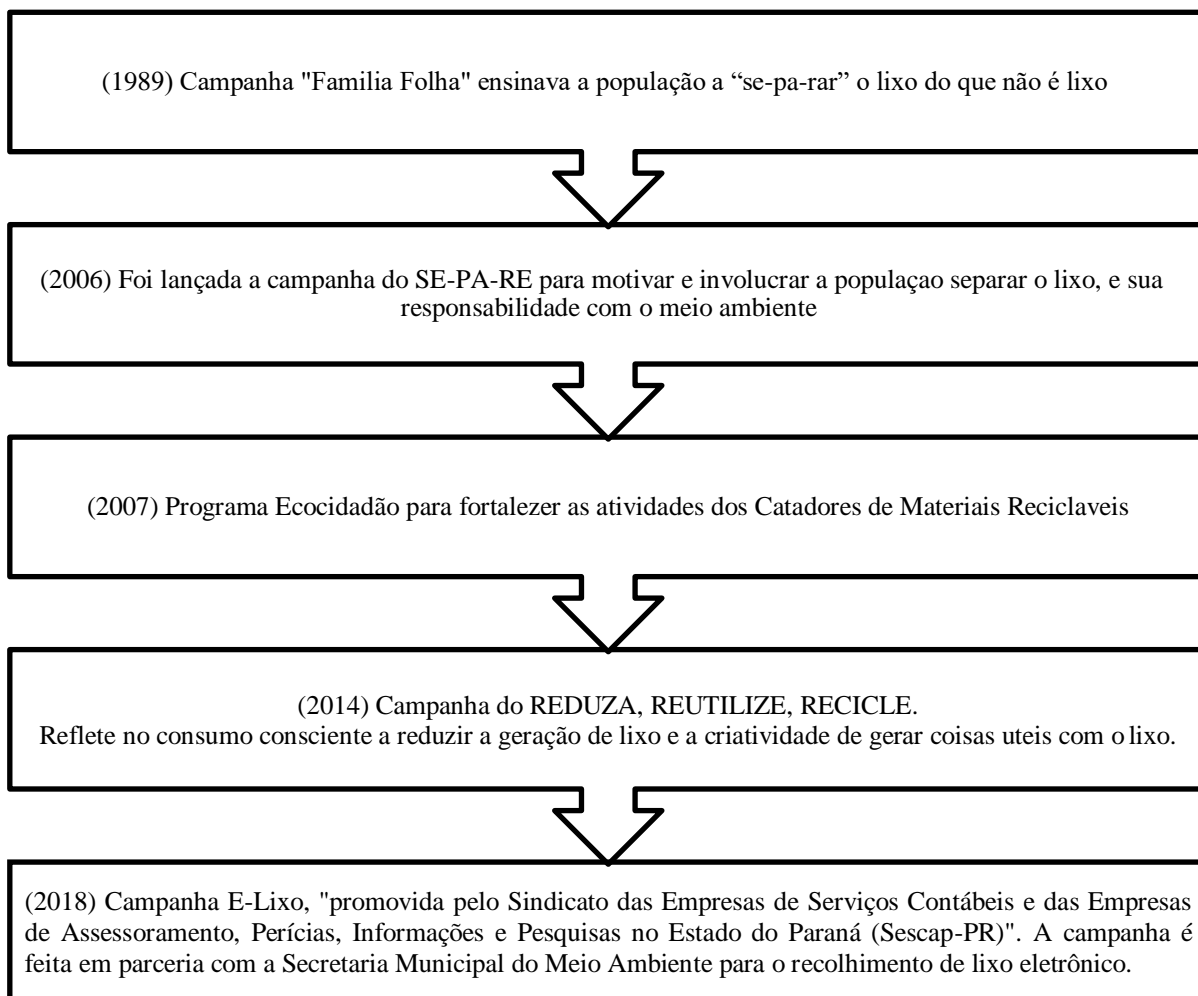 (1989) Campanha "Familia Folha" ensinava a população a “se-pa-rar” o lixo do que não é lixo
(2006) Foi lançada a campanha do SE-PA-RE para motivar e involucrar a populaçao separar o lixo, e sua
responsabilidade com o meio ambiente
(2007) Programa Ecocidadão para fortalezer as atividades dos Catadores de Materiais Reciclaveis
(2014) Campanha do REDUZA, REUTILIZE, RECICLE.
Reflete no consumo consciente a reduzir a geração de lixo e a criatividade de gerar coisas uteis com o lixo.
(2018) Campanha E-Lixo, "promovida pelo Sindicato das Empresas de Serviços Contábeis e das Empresas
de Assessoramento, Perícias, Informações e Pesquisas no Estado do Paraná (Sescap-PR)". A campanha é
feita em parceria com a Secretaria Municipal do Meio Ambiente para o recolhimento de lixo eletrônico.